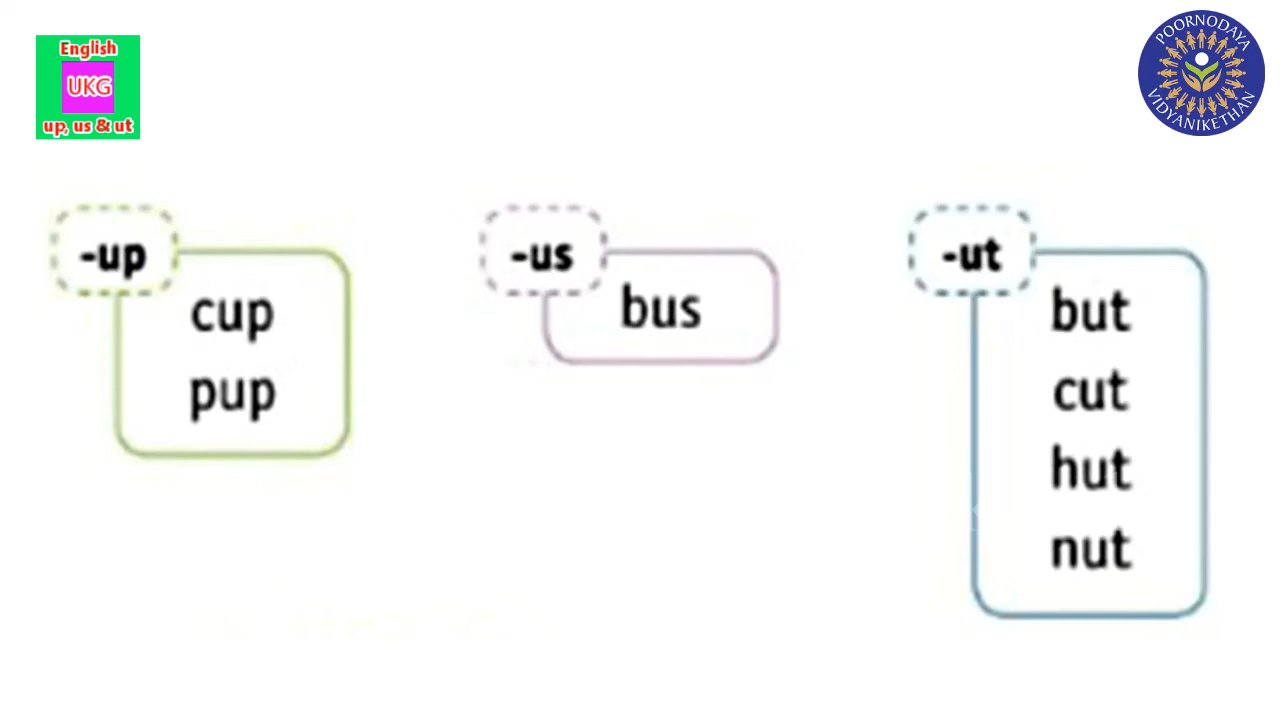 English
UKG
up, us & ut
POORNODAYA
VIDYANIKETHAN
-up
cup
pup
-us
bus
-ut
but
cut
hut
nut